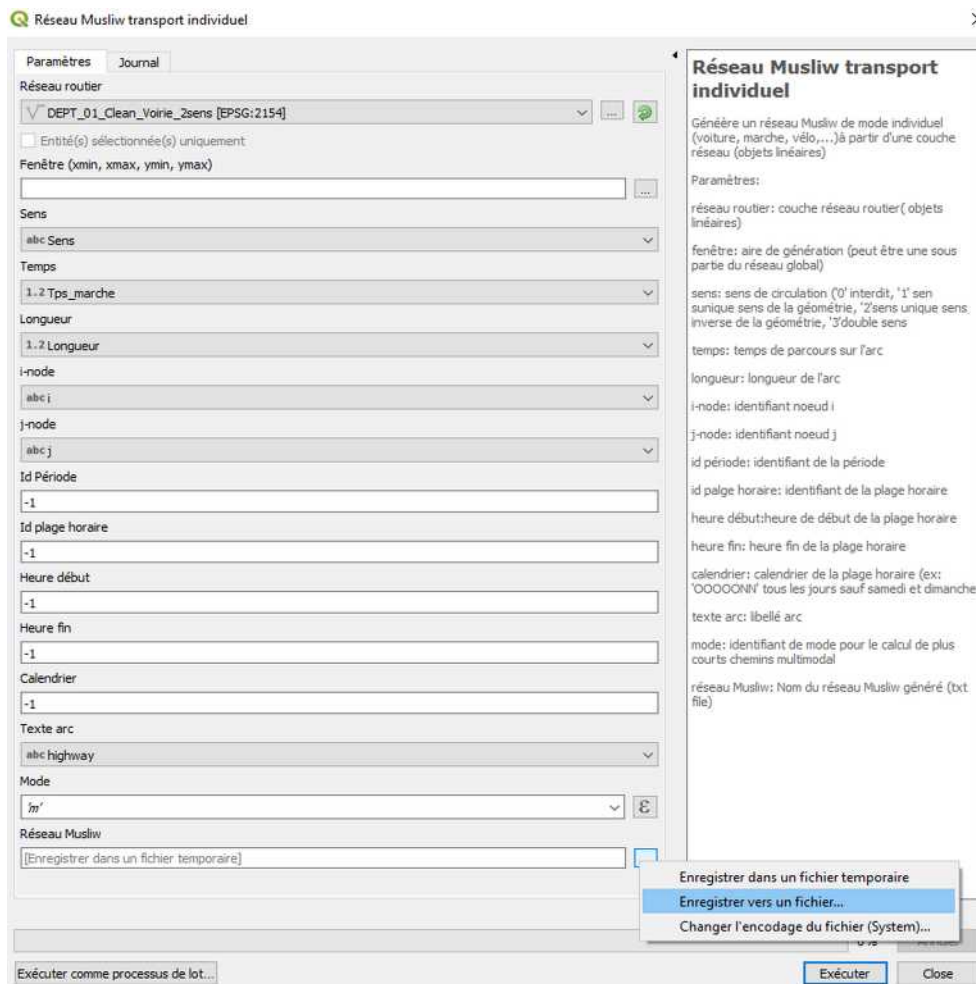 Réseau Musliw transport individuel
Paramètres
Journal
Réseau routier
DEPT_01_Clean_Voirie_2sens [EPSG:2154]
...
Entité(s) sélectionnée(s) uniquement
Fenêtre (xmin, xmax, ymin, ymax)
...
Sens
abc Sens
Temps
1.2 Tps_marche
Longueur
1.2 Longueur
i-node
abc i
j-node
abc j
Id Période
-1
Id plage horaire
-1
Heure début
-1
Heure fin
-1
Calendrier
-1
Texte arc
abc highway
Mode
'm'
ε
Réseau Musliw
[Enregistrer dans un fichier temporaire]
Enregistrer dans un fichier temporaire
Enregistrer vers un fichier...
Changer l'encodage du fichier (System)...
Exécuter comme processus de lot...
Exécuter
Close
Réseau Musliw transport
individuel
Génèère un réseau Musliw de mode individuel
(voiture, marche, vélo,...)à partir d'une couche
réseau (objets linéaires)
Paramètres:
réseau routier: couche réseau routier( objets
linéaires)
fenêtre: aire de génération (peut être une sous
partie du réseau global)
sens: sens de circulation ('0' interdit, '1' sen
sunique sens de la géométrie, '2'sens unique sens
inverse de la géométrie, '3'double sens
temps: temps de parcours sur l'arc
longueur: longueur de l'arc
i-node: identifiant noeud i
j-node: identifiant noeud j
id période: identifiant de la période
id palge horaire: identifiant de la plage horaire
heure début:heure de début de la plage horaire
heure fin: heure fin de la plage horaire
calendrier: calendrier de la plage horaire (ex:
'OOOOONN' tous les jours sauf samedi et dimanche
texte arc: libellé arc
mode: identifiant de mode pour le calcul de plus
courts chemins multimodal
réseau Musliw: Nom du réseau Musliw généré (txt
file)